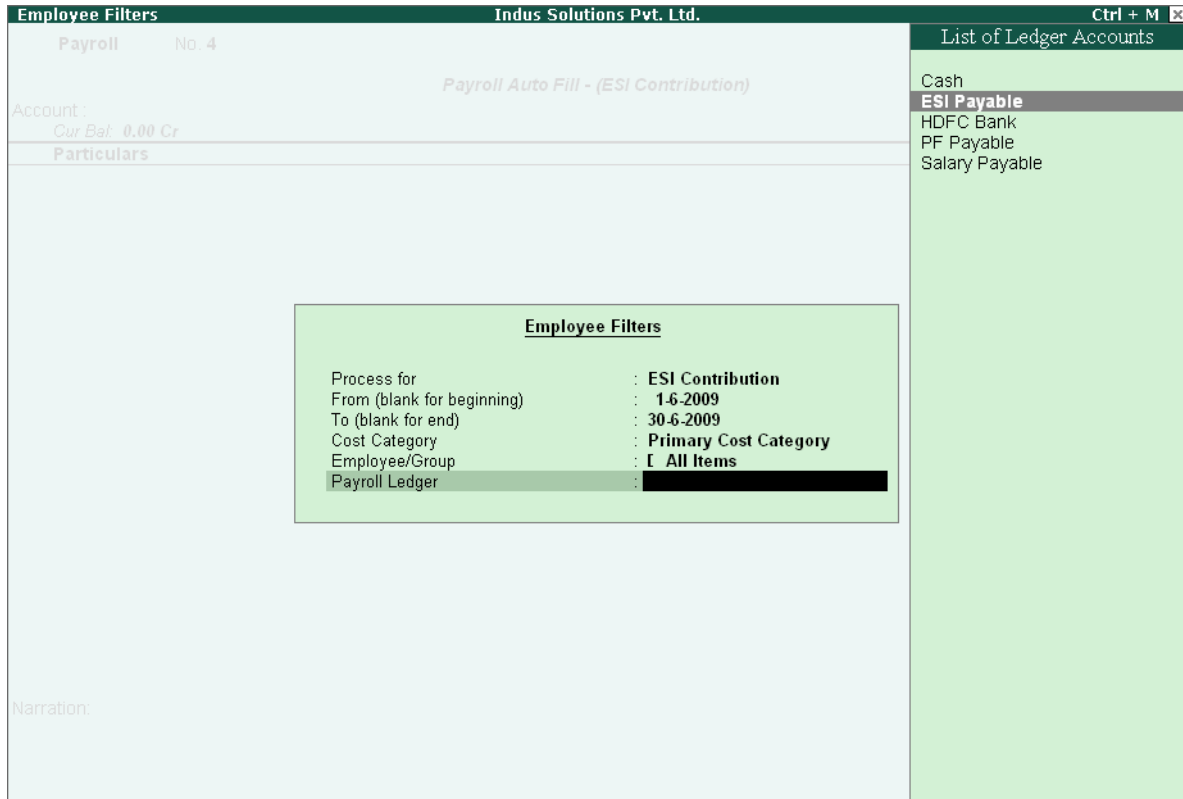 Employee Filters Indus Solutions Pvt. Ltd. Ctrl + M
Payroll No. 4
Payroll Auto Fill - (ESI Contribution)
Account :
Cur Bal: 0.00 Cr
Particulars
Employee Filters
Process for : ESI Contribution
From (blank for beginning) : 1-6-2009
To (blank for end) : 30-6-2009
Cost Category : Primary Cost Category
Employee/Group : [ All Items
Payroll Ledger :
Narration:
List of Ledger Accounts
Cash
ESI Payable
HDFC Bank
PF Payable
Salary Payable